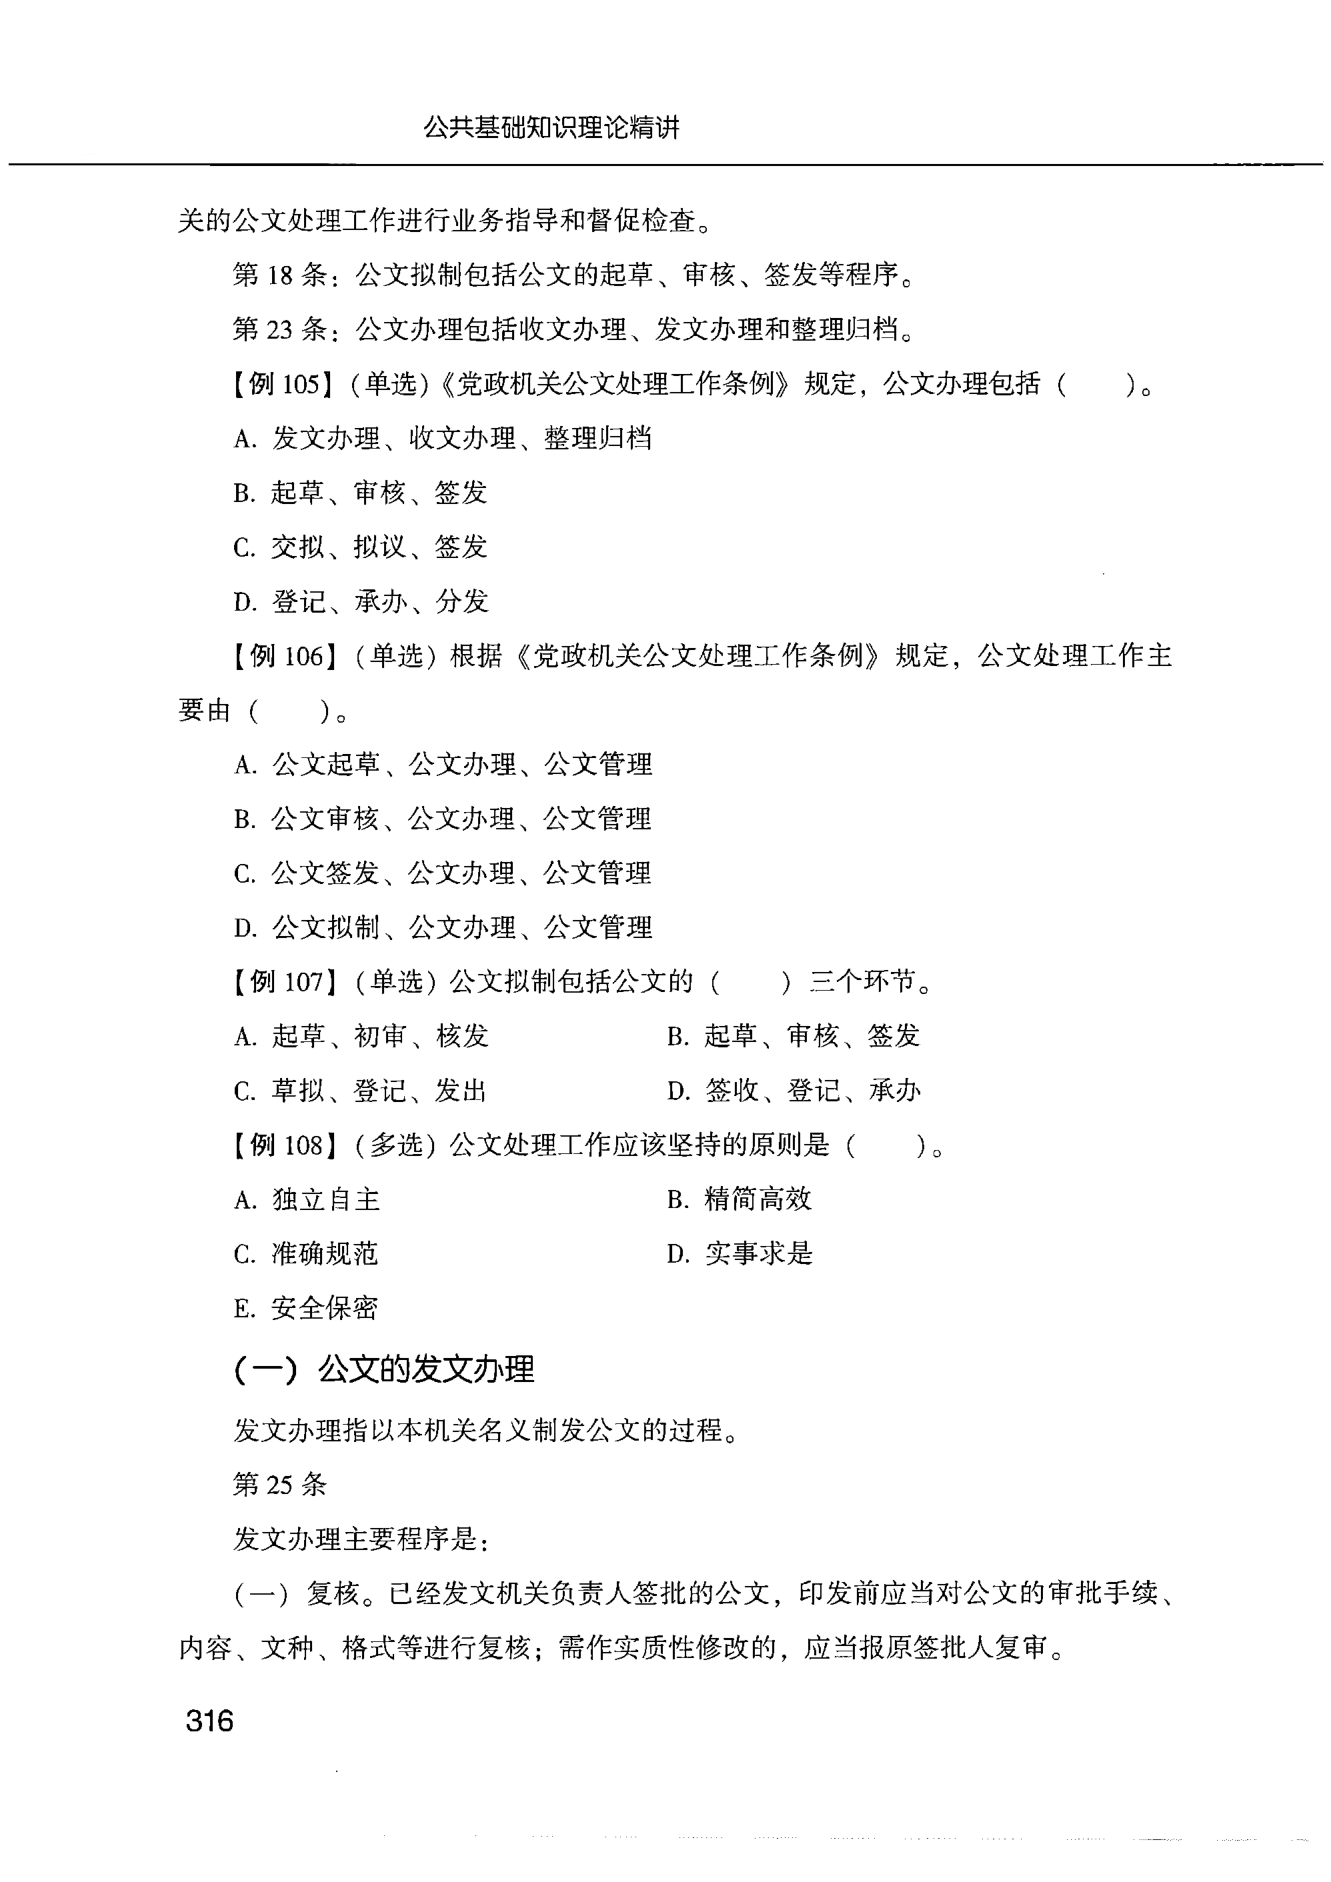 公共基础知识理论精讲
关的公文处理工作进行业务指导和督促检查。
第 18 条：公文拟制包括公文的起草、审核、签发等程序。
第 23 条：公文办理包括收文办理、发文办理和整理归档。
【例 105】(单选)《党政机关公文处理工作条例》规定，公文办理包括（　　）。
A. 发文办理、收文办理、整理归档
B. 起草、审核、签发
C. 交拟、拟议、签发
D. 登记、承办、分发
【例 106】（单选）根据《党政机关公文处理工作条例》规定，公文处理工作主
要由（　　）。
A. 公文起草、公文办理、公文管理
B. 公文审核、公文办理、公文管理
C. 公文签发、公文办理、公文管理
D. 公文拟制、公文办理、公文管理
【例 107】（单选）公文拟制包括公文的（　　）三个环节。
A. 起草、初审、核发　　B. 起草、审核、签发
C. 草拟、登记、发出　　D. 签收、登记、承办
【例 108】（多选）公文处理工作应该坚持的原则是（　　）。
A. 独立自主　　B. 精简高效
C. 准确规范　　D. 实事求是
E. 安全保密
（一）公文的发文办理
发文办理指以本机关名义制发公文的过程。
第 25 条
发文办理主要程序是：
（一）复核。已经发文机关负责人签批的公文，印发前应当对公文的审批手续、
内容、文种、格式等进行复核；需作实质性修改的，应当报原签批人复审。
316